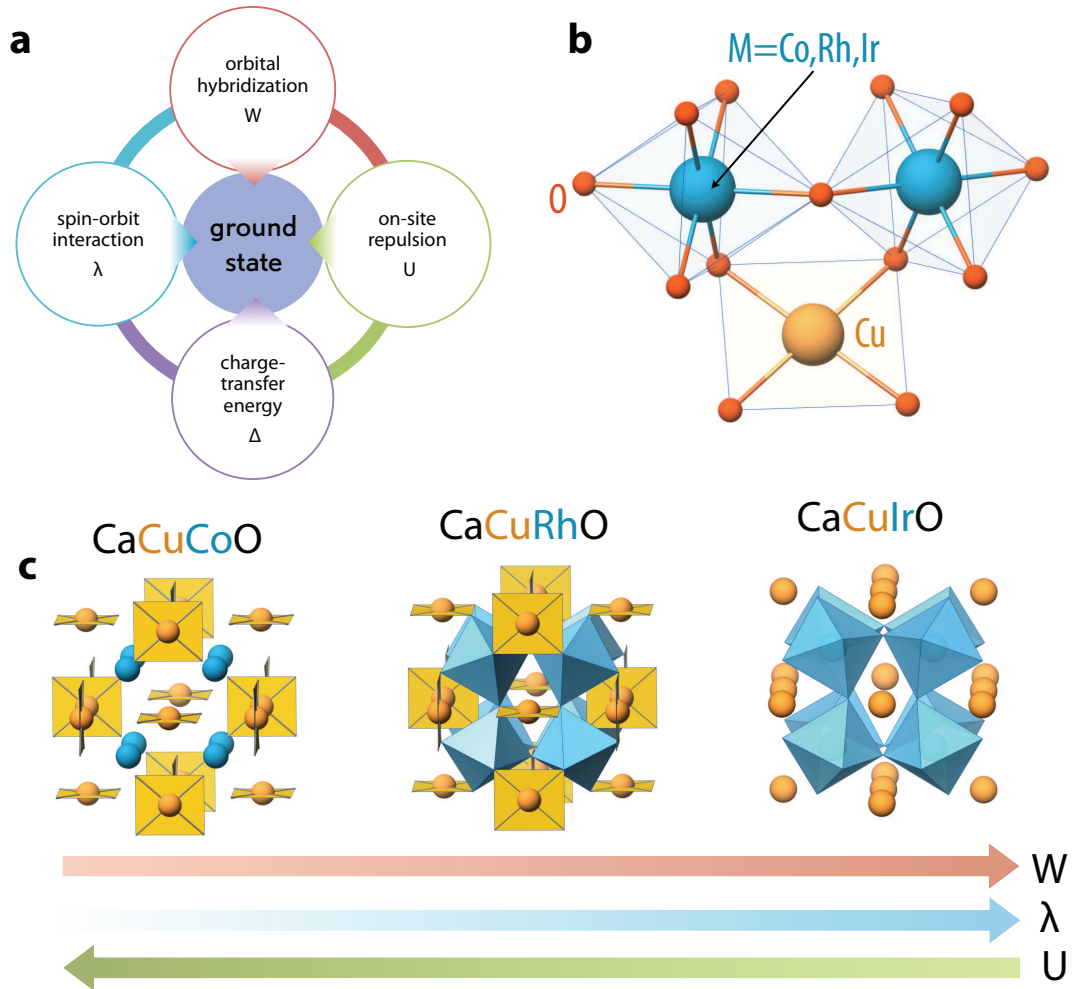 a
orbital
hybridization
W
spin-orbit
interaction
λ
ground
state
on-site
repulsion
U
charge-
transfer
energy
Δ
b
M=Co,Rh,Ir
O
Cu
c
CaCuCoO
CaCuRhO
CaCuIrO
W
λ
U